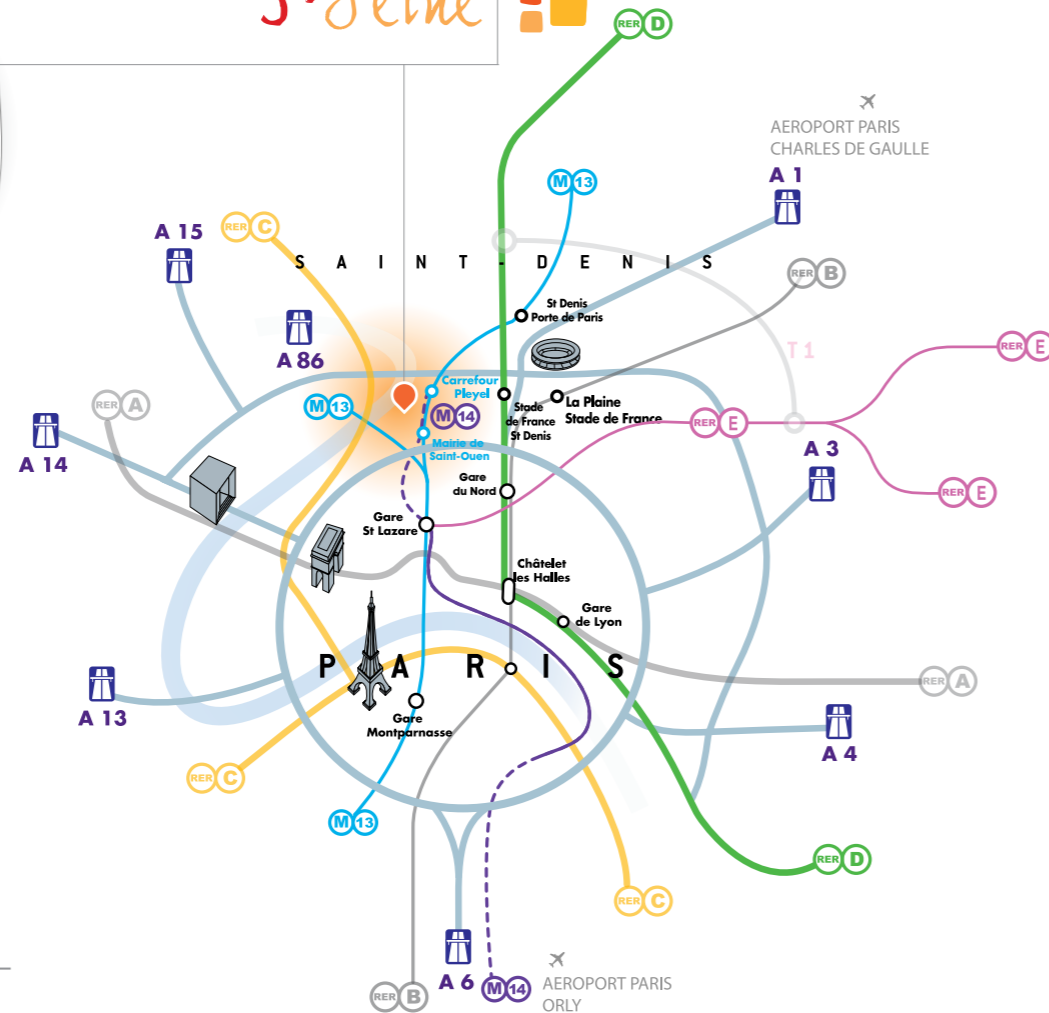 Seine
RER D
AEROPORT PARIS
CHARLES DE GAULLE
A 1
M 13
A 15
RER C
SAINT-DENIS
RER B
St Denis
Porte de Paris
A 86
T 1
RER E
Carrefour
Pleyel
RER A
M 13
M 14
Stade
de France
St Denis
La Plaine
Stade de France
RER E
A 14
Mairie de
Saint-Ouen
A 3
Gare
du Nord
RER E
Gare
St Lazare
Châtelet
les Halles
Gare
de Lyon
PARIS
RER A
A 13
Gare
Montparnasse
A 4
RER C
M 13
RER D
RER C
A 6
M 14
AEROPORT PARIS
ORLY
RER B